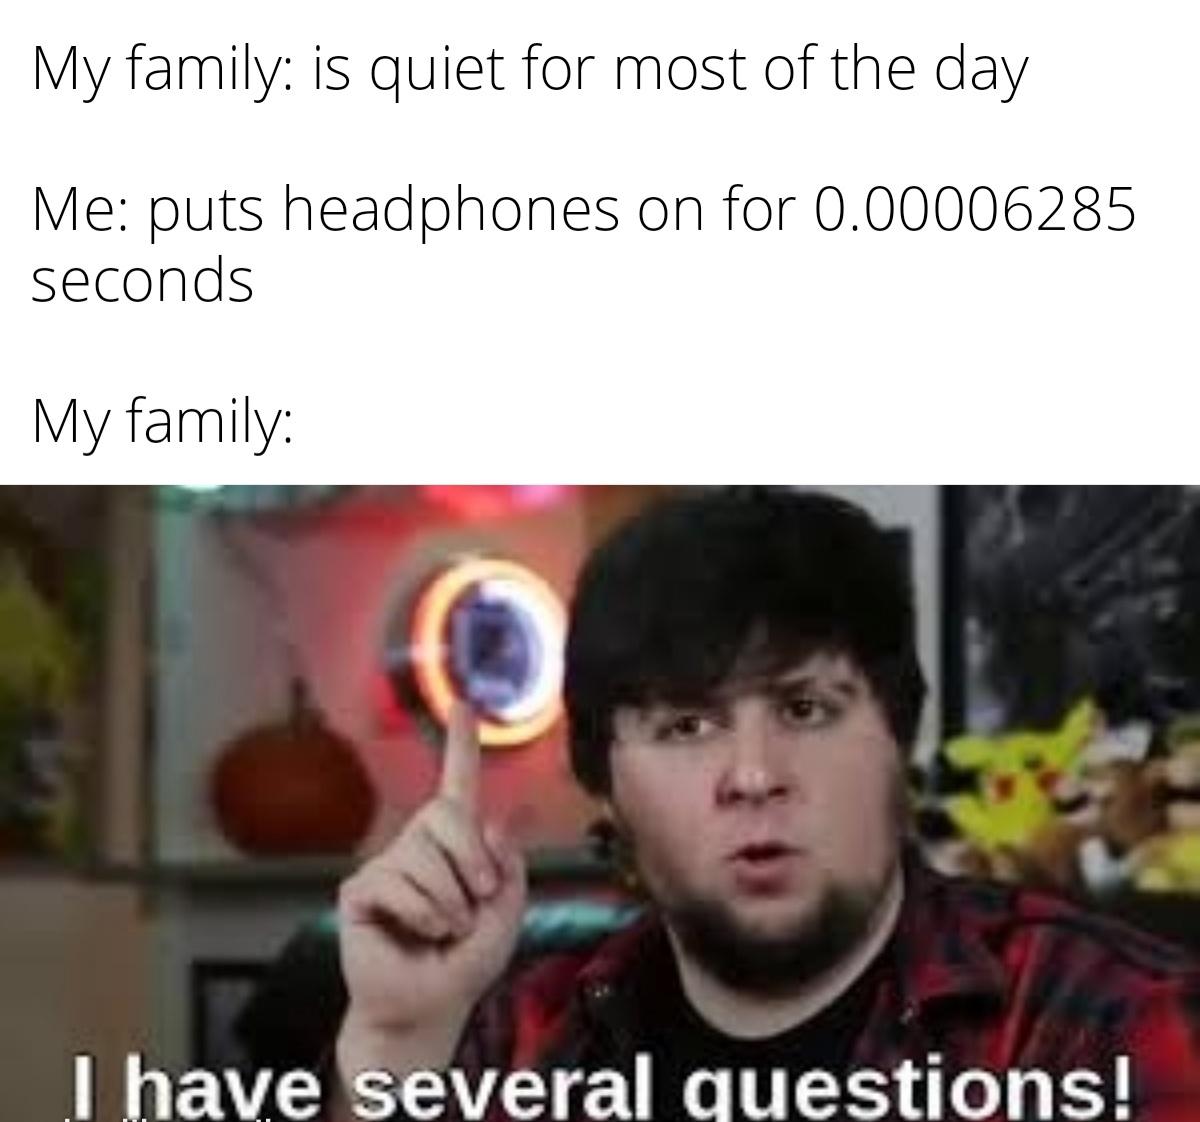 My family: is quiet for most of the day
Me: puts headphones on for 0.00006285
seconds
My family:
I have several questions!